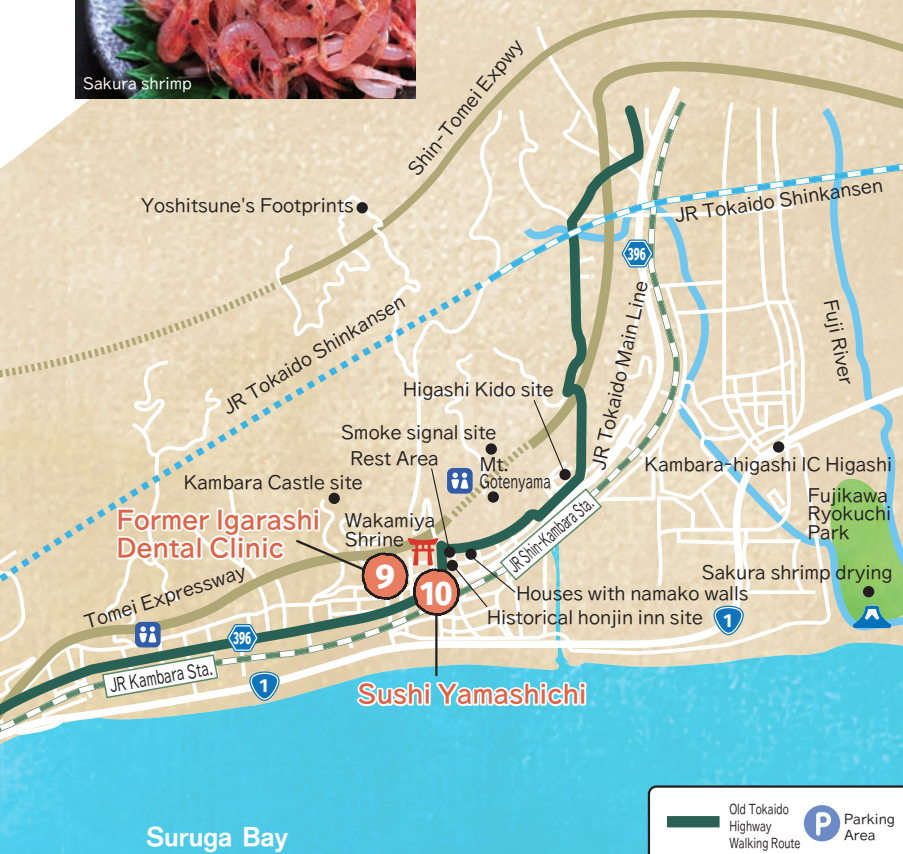 Sakura shrimp
Shin-Tomei Expwy
Yoshitsune's Footprints
JR Tokaido Shinkansen
396
JR Tokaido Shinkansen
JR Tokaido Main Line
Fuji River
Higashi Kido site
Smoke signal site
Rest Area
Mt.
Gotenyama
Kambara-higashi IC Higashi
Kambara Castle site
Fujikawa
Ryokuchi
Park
Former Igarashi
Dental Clinic
Wakamiya
Shrine
JR Shin-Kambara Sta.
9
10
Sakura shrimp drying
Houses with namako walls
Historical honjin inn site
1
Tomei Expressway
396
JR Kambara Sta.
1
Sushi Yamashichi
Suruga Bay
Old Tokaido
Highway
Walking Route
P
Parking
Area